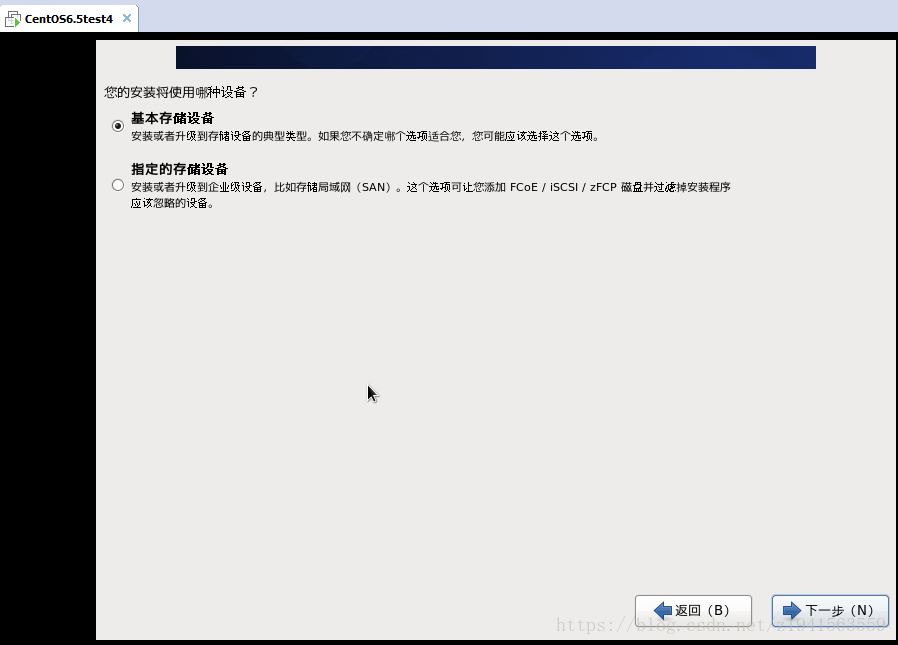 CentOS6.5test4
您的安装将使用哪种设备？
基本存储设备
安装或者升级到存储设备的典型类型。如果您不确定哪个选项适合您，您可能应该选择这个选项。
指定的存储设备
安装或者升级到企业级设备，比如存储局域网（SAN）。这个选项可让您添加 FCoE / iSCSI / zFCP 磁盘并过滤掉安装程序
应该忽略的设备。
返回（B） 下一步（N）